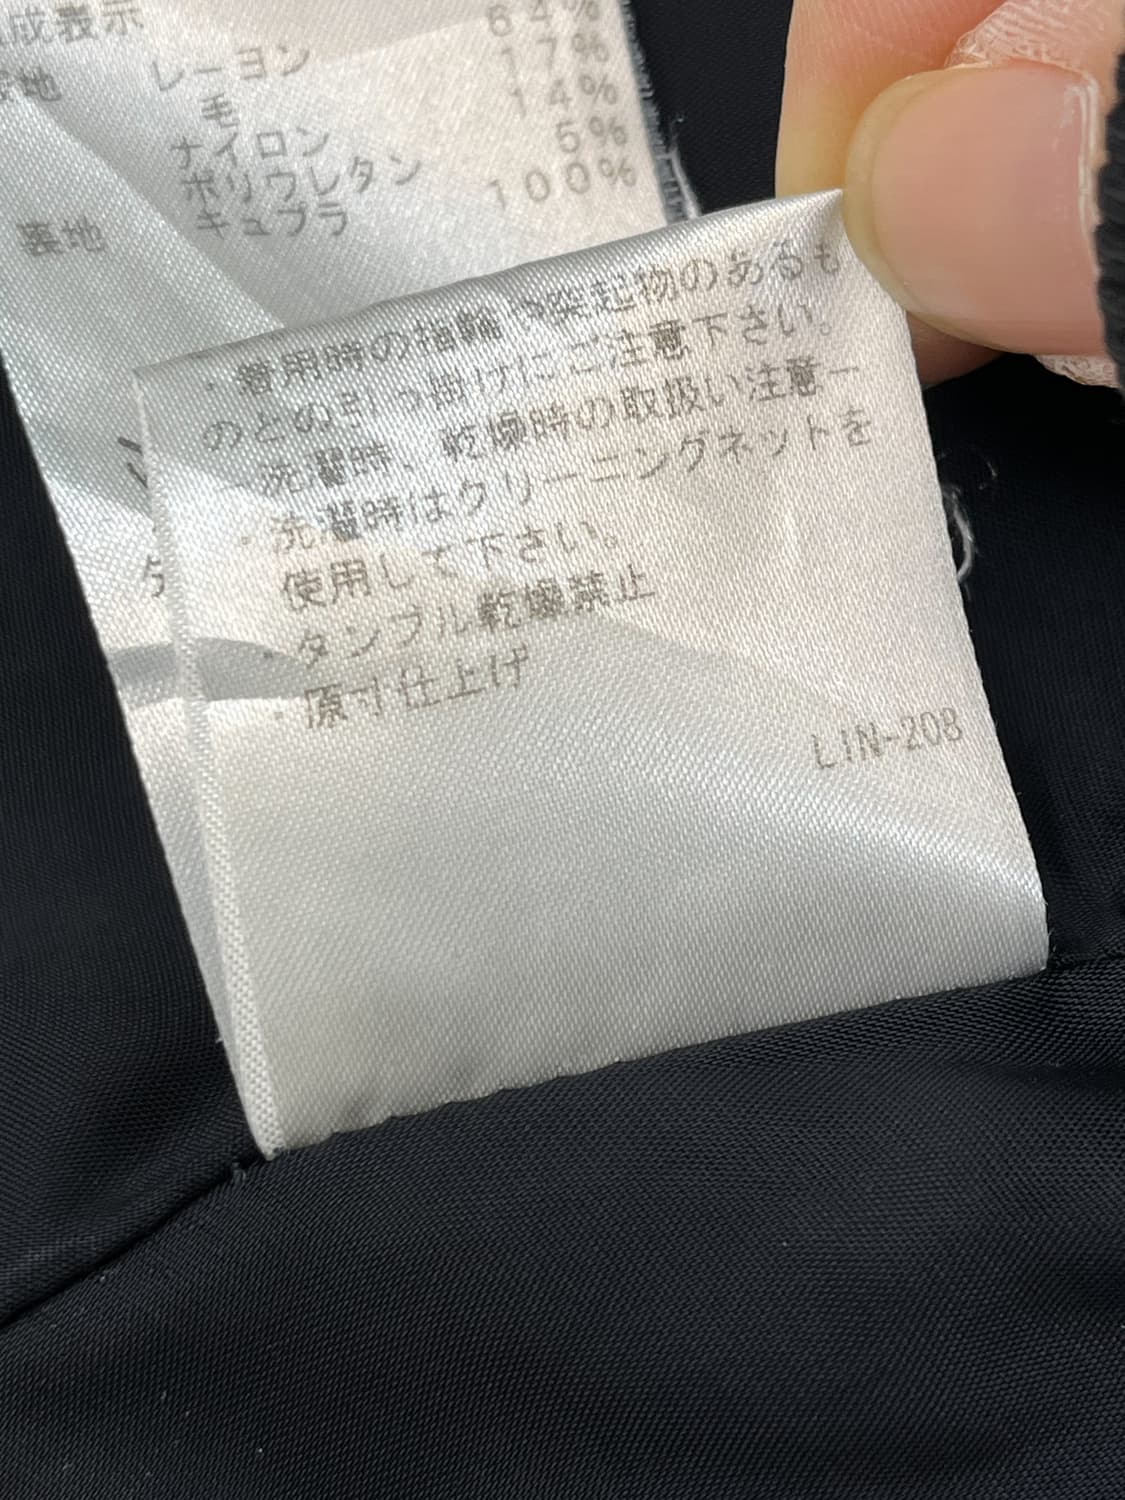 成表示
地 レーヨン 64%
毛 17%
ナイロン 14%
ポリウレタン 5%
裏地 キュプラ 100%
・着用時の指輪や突起物のあるも
のとの引っ掛けにご注意下さい。
洗濯時、乾燥時の取扱い注意ー
・洗濯時はクリーニングネットを
使用して下さい。
・タンブル乾燥禁止
・原寸仕上げ
LIN-208
タ